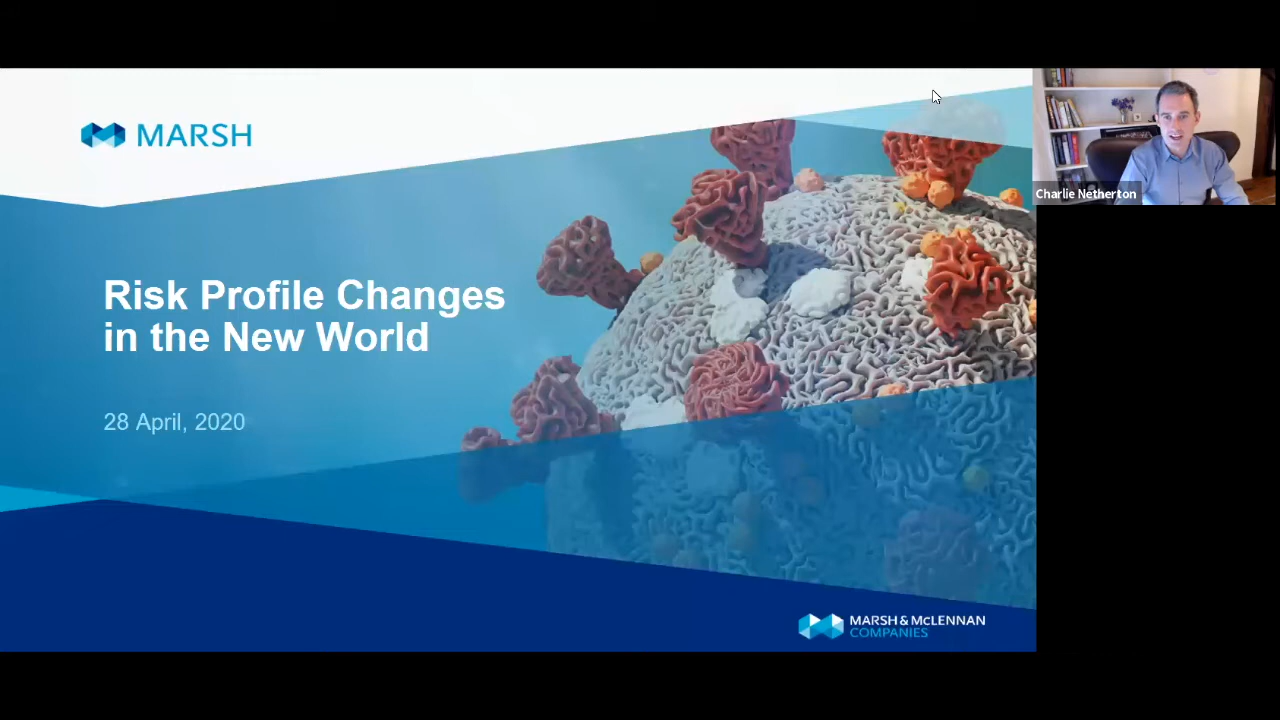 MARSH
Charlie Netherton
Risk Profile Changes
in the New World
28 April, 2020
MARSH & McLENNAN
COMPANIES